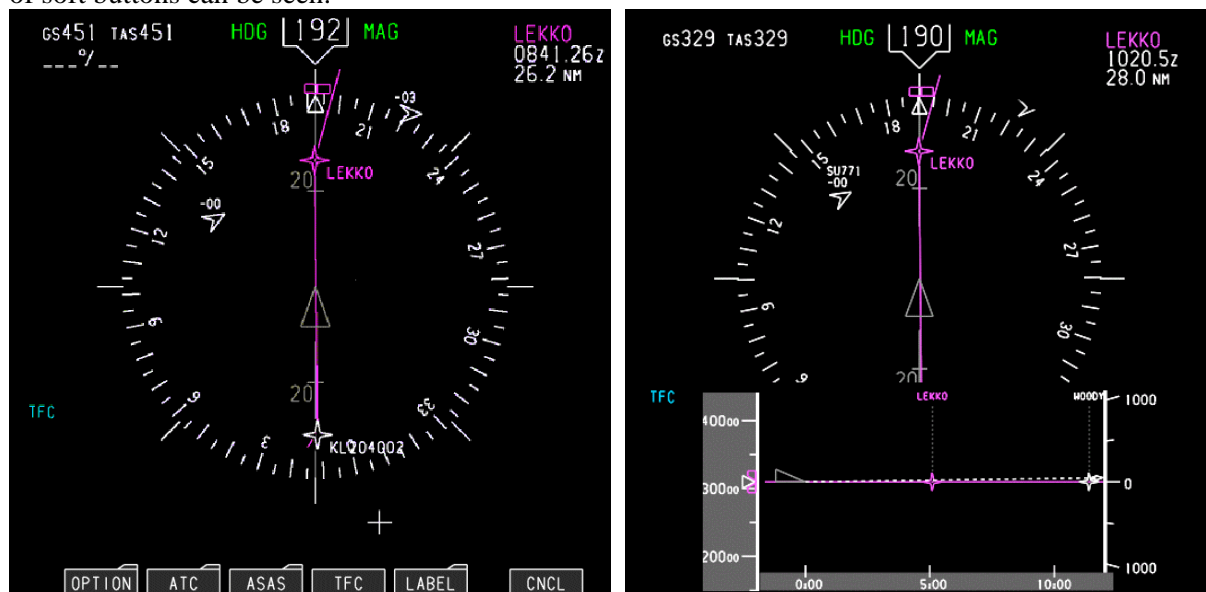 of soft buttons can be seen.
GS451 TAS451
HDG 192 MAG
LEKKO
0841.26z
26.2 NM
___°/__
-03
18
21
15
24
LEKKO
20
-00
12
27
9
30
20
6
33
TFC
3
0
KL204002
OPTION ATC ASAS TFC LABEL CNCL
GS329 TAS329
HDG 190 MAG
LEKKO
1020.5z
28.0 NM
18
21
15
24
LEKKO
SU771
-00
20
12
27
9
30
20
6
TFC
LEKKO
WOODY
40000
30000
20000
1000
0
1000
0:00 5:00 10:00